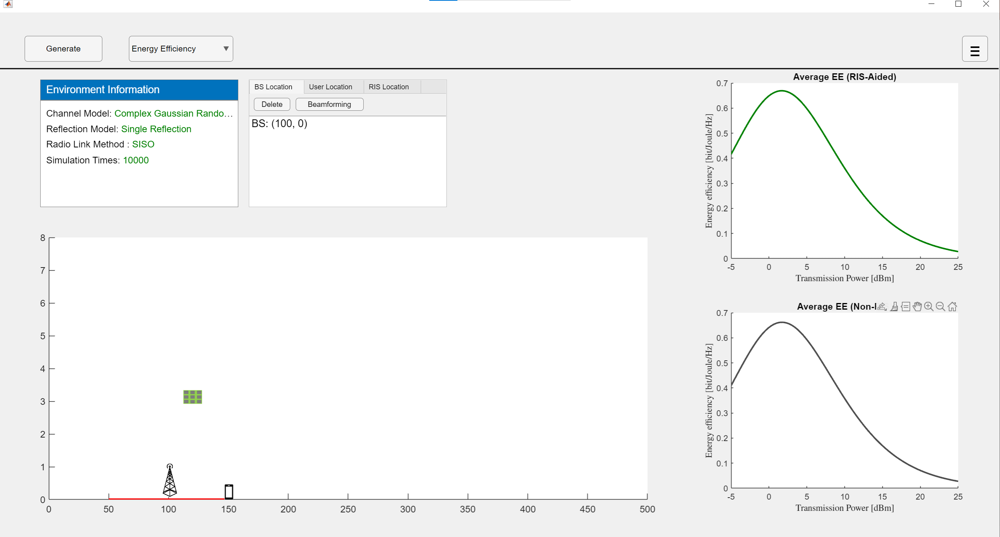 Generate
Energy Efficiency
Environment Information
Channel Model: Complex Gaussian Rando...
Reflection Model: Single Reflection
Radio Link Method : SISO
Simulation Times: 10000
BS Location User Location RIS Location
Delete Beamforming
BS: (100, 0)
8
7
6
5
4
3
2
1
0
0 50 100 150 200 250 300 350 400 450 500
Average EE (RIS-Aided)
Energy efficiency [bit/Joule/Hz]
0.7
0.6
0.5
0.4
0.3
0.2
0.1
0
-5 0 5 10 15 20 25
Transmission Power [dBm]
Average EE (Non-
Energy efficiency [bit/Joule/Hz]
0.7
0.6
0.5
0.4
0.3
0.2
0.1
0
-5 0 5 10 15 20 25
Transmission Power [dBm]